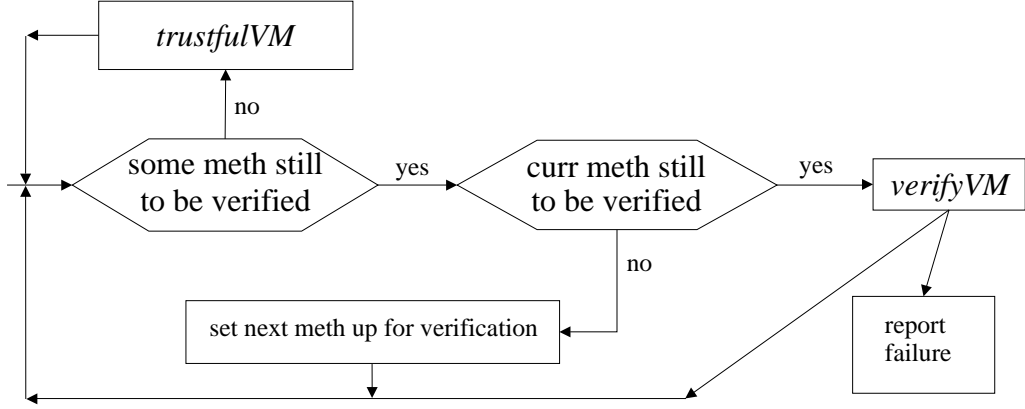 trustfulVM
no
some meth still
to be verified
yes
curr meth still
to be verified
yes
verifyVM
no
set next meth up for verification
report
failure